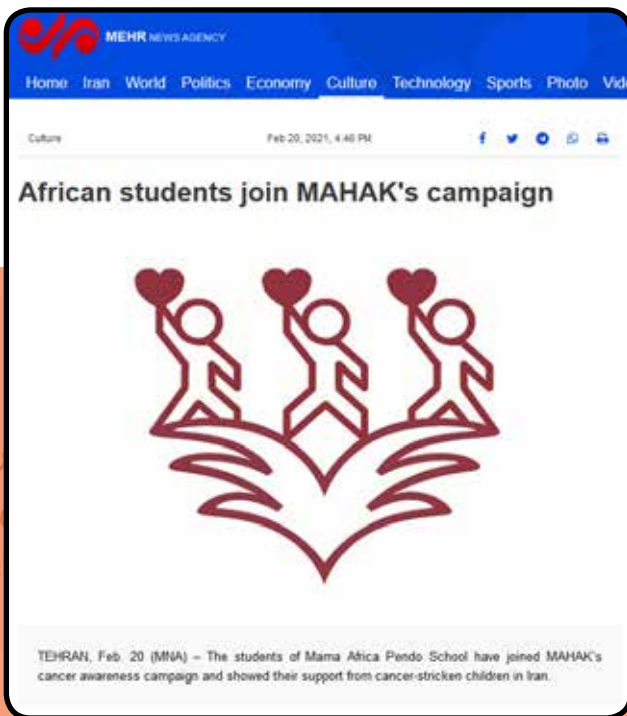 MEHR NEWS AGENCY
Home Iran World Politics Economy Culture Technology Sports Photo Vid
Culture Feb 20, 2021, 4:40 PM
African students join MAHAK's campaign
TEHRAN, Feb. 20 (MNA) – The students of Mama Africa Pendo School have joined MAHAK's
cancer awareness campaign and showed their support from cancer-stricken children in Iran.